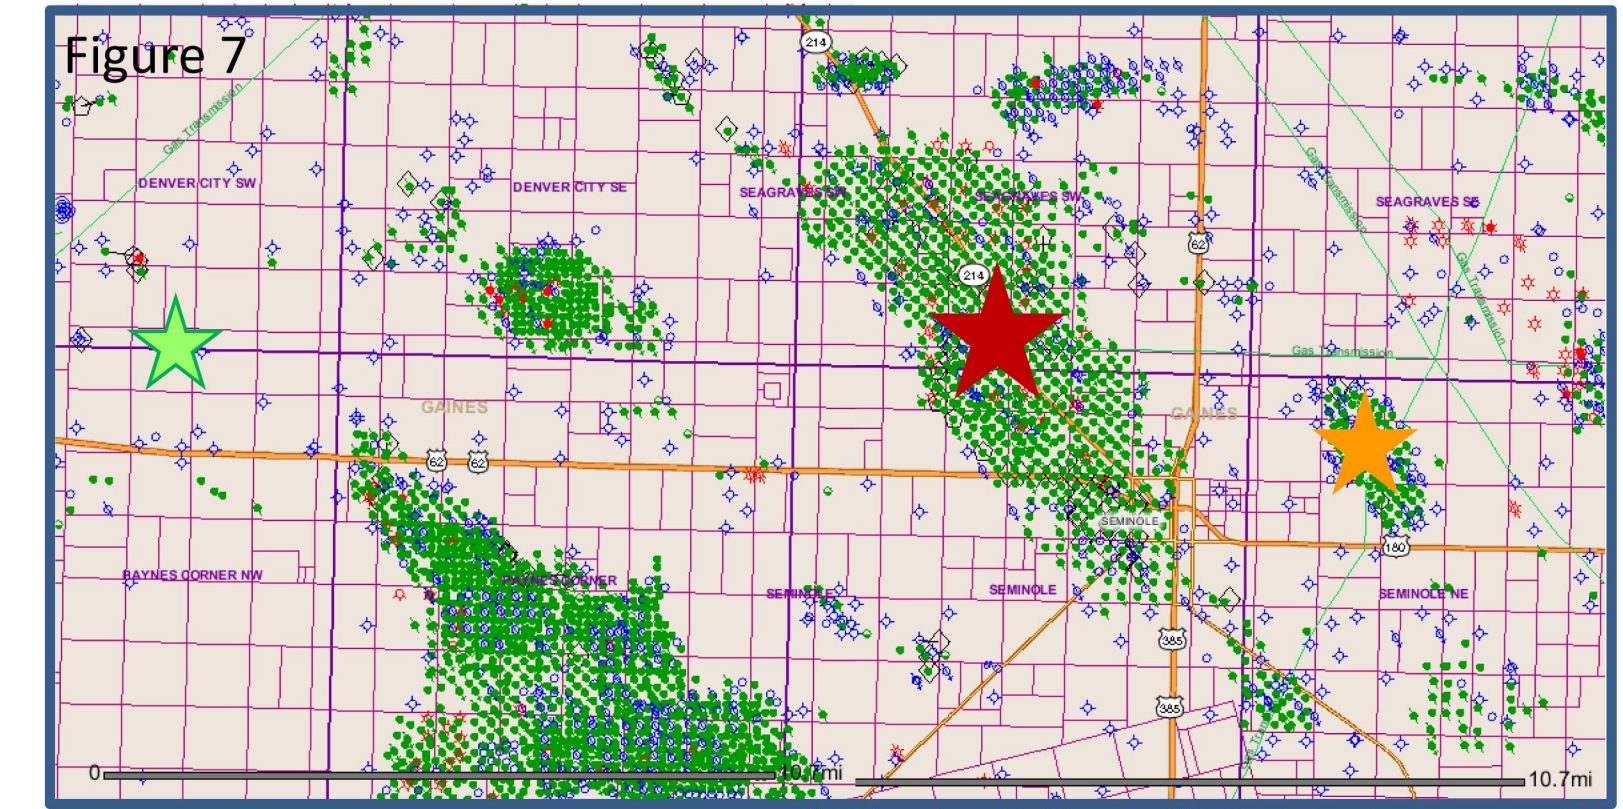 Figure 7
214
Gas Transmission
Gas Transmission
DENVER CITY SW
DENVER CITY SE
SEAGRAVES SW
SEAGRAVES SW
SEAGRAVES SE
62
214
Gas Transmission
Gas Transmission
GAINES
GAINES
62
62
SEMINOLE
180
PAYNES CORNER NW
PAYNES CORNER
SEMINOLE
SEMINOLE
SEMINOLE NE
385
385
0
10.7mi
10.7mi